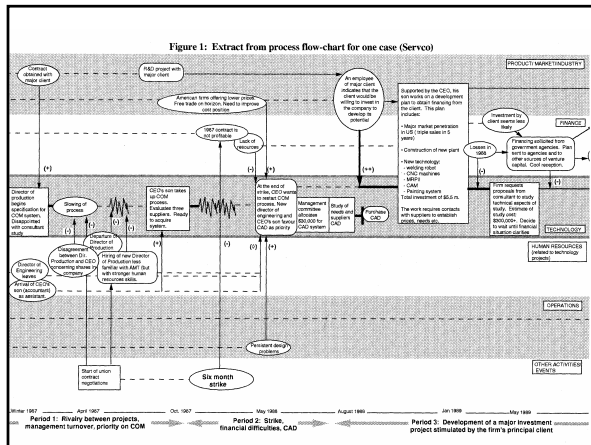 Figure 1: Extract from process flow-chart for one case (Servco)
PRODUCT/ MARKET/INDUSTRY
Contract
obtained with
major client
R&D project with
major client
American firms offering lower prices.
Free trade on horizon. Need to improve
cost position
An employee
of major client
indicates that the
client would be
willing to invest in
the company to
develop its
potential
Supported by the CEO, his
son works on a development
plan to obtain financing from
the client. This plan
includes:
• Major market penetration
in US ( triple sales in 5
years)
• Construction of new plant
• New technology:
- welding robot
- CNC machines
- MRPII
- CAM
- Painting system
Total investment of $5.5 m.
The work requires contacts
with suppliers to establish
prices, needs etc.
Investment by
client seems less
likely
FINANCE
1987 contract is
not profitable
Lack of
resources
Losses in
1988
Financing solicited from
government agencies. Plan
sent to agencies and to
other sources of venture
capital. Few results.
Cool reception.
(+)
(-)
(+)
(++)
(-)
(-)
Director of
production
begins
specification for
COM system.
Disappointed with
consultants study
Slowing of
process
CEO's son takes
up COM
process.
Evaluates three
suppliers. Ready
to acquire
system.
At the end of
strike, CEO wants
to restart COM
process. New
director of
engineering and
CEO's son favour
CAD as priority
Management
committee
allocates
$30,000 for
CAD system
Study of
needs and
suppliers
CAD
Purchase
CAD
Firm requests
proposals from
consultant to study
technical aspects of
plan. Estimate of
study cost
$300,000+. Decide
to wait until financial
situation clarifies
TECHNOLOGY
(-)
(-)
(-)
(+)
(-)
(+)
Departure of
Director of
Production
Disagreement
between Dir.
Production and CEO
concerning shares in
company
Hiring of new Director
of Production less
familiar with AMT (but
with stronger human
resources skills.
Director of
Engineering
leaves
Arrival of CEO's
son (accountant) as
assistant
HUMAN RESOURCES
(related to technology
projects)
OPERATIONS
Persistent design
problems
OTHER ACTIVITIES/
EVENTS
Start of union
contract
negotiations
Six month
strike
Winter 1987
April 1987
Oct. 1987
May 1988
August 1988
Jan 1989
May 1989
Period 1: Rivalry between projects,
management turnover, priority on COM
Period 2: Strike,
financial difficulties, CAD
Period 3: Development of a major investment
project stimulated by the firm's principal client